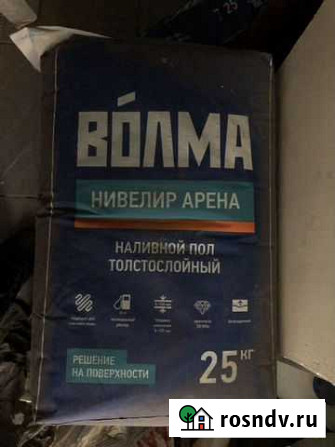 ВОЛМА
НИВЕЛИР АРЕНА
НАЛИВНОЙ ПОЛ
ТОЛСТОСЛОЙНЫЙ
РЕШЕНИЕ
НА ПОВЕРХНОСТИ
25 КГ
rosndv.ru